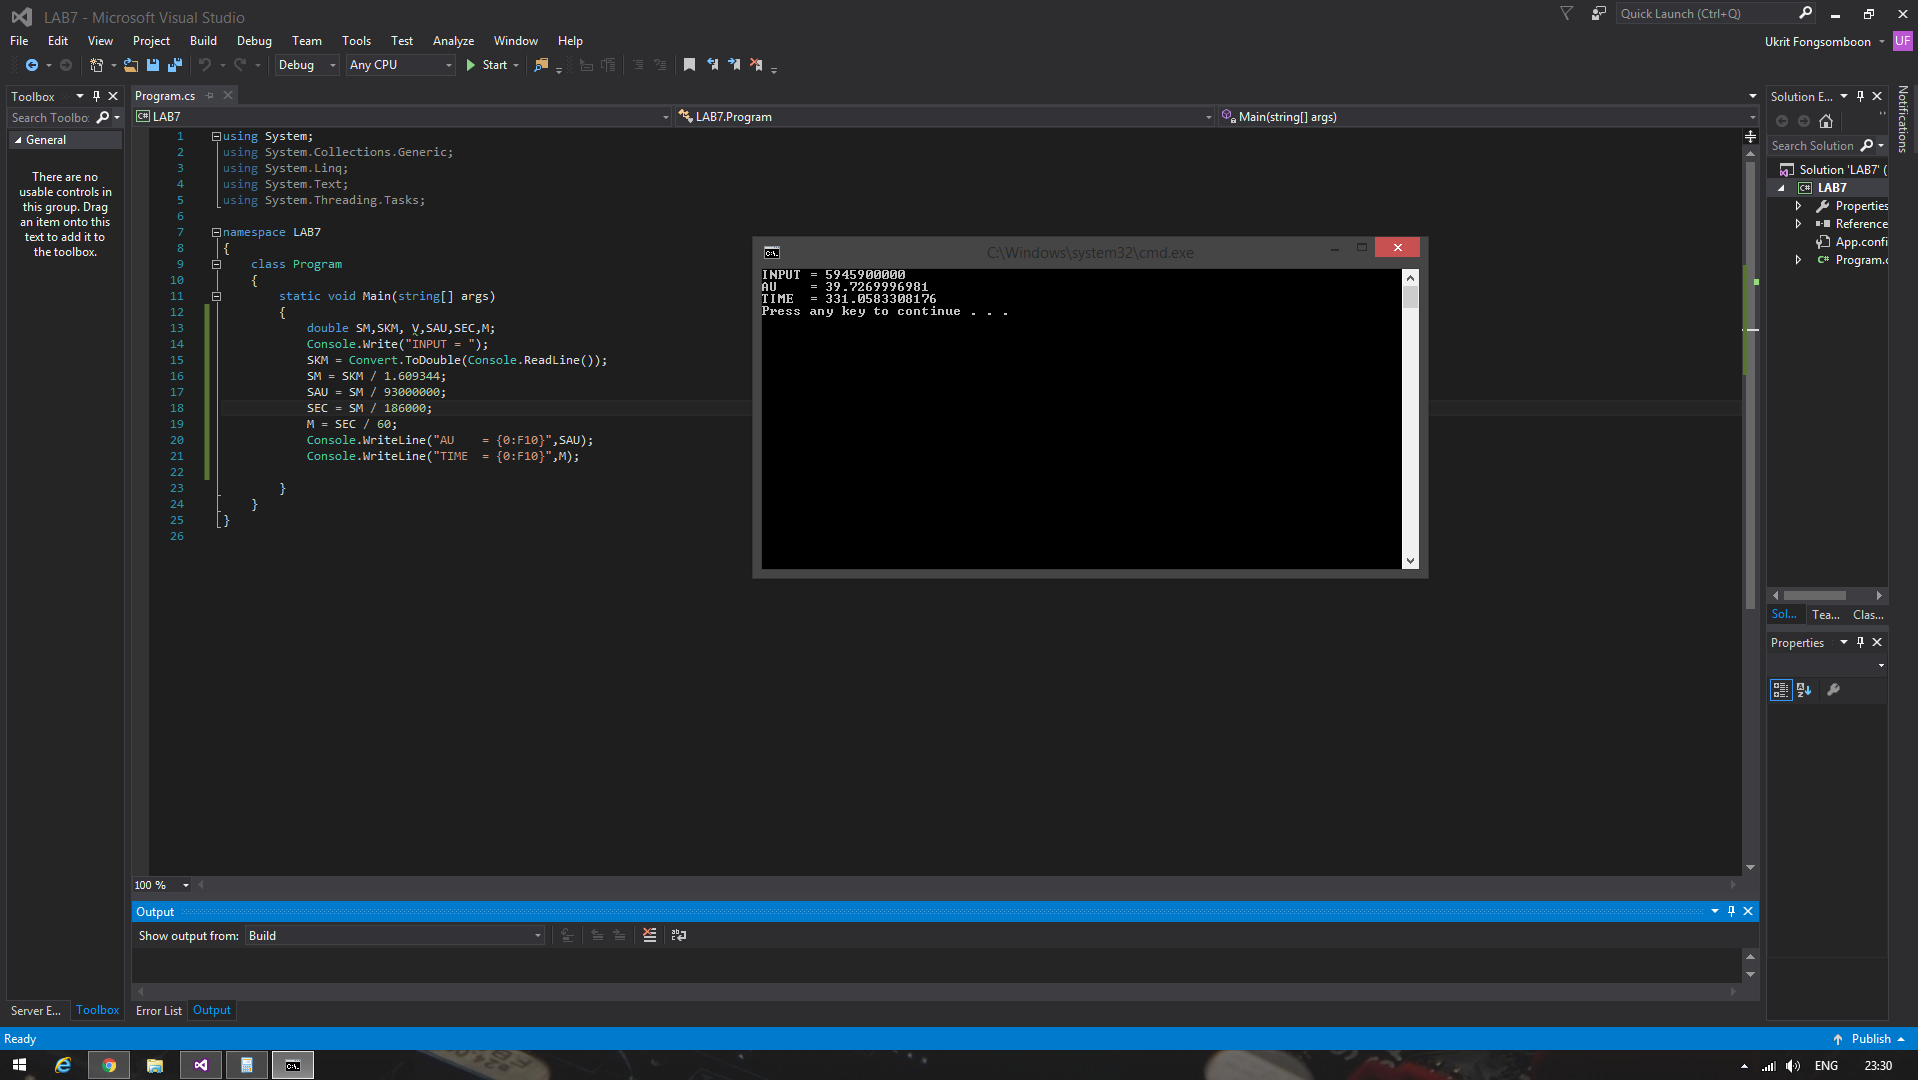 LAB7 - Microsoft Visual Studio
Quick Launch (Ctrl+Q)
File Edit View Project Build Debug Team Tools Test Analyze Window Help
Ukrit Fongsomboon UF
Debug Any CPU Start
Toolbox
Search Toolbo
General
There are no
usable controls in
this group. Drag
an item onto this
text to add it to
the toolbox.
Program.cs
LAB7 LAB7.Program Main(string[] args)
1 using System;
2 using System.Collections.Generic;
3 using System.Linq;
4 using System.Text;
5 using System.Threading.Tasks;
6
7 namespace LAB7
8 {
9 class Program
10 {
11 static void Main(string[] args)
12 {
13 double SM,SKM, V,SAU,SEC,M;
14 Console.Write("INPUT = ");
15 SKM = Convert.ToDouble(Console.ReadLine());
16 SM = SKM / 1.609344;
17 SAU = SM / 93000000;
18 SEC = SM / 186000;
19 M = SEC / 60;
20 Console.WriteLine("AU    = {0:F10}",SAU);
21 Console.WriteLine("TIME  = {0:F10}",M);
22
23 }
24 }
25 }
26
C:\Windows\system32\cmd.exe
INPUT = 5945900000
AU    = 39.7269996981
TIME  = 331.0583308176
Press any key to continue . . .
Solution E...
Search Solution
Solution 'LAB7' (
C# LAB7
Properties
Reference
App.confi
C# Program.c
Sol... Tea... Clas...
Properties
Notifications
100 %
Output
Show output from: Build
Server E... Toolbox Error List Output
Ready
Publish
ENG 23:30